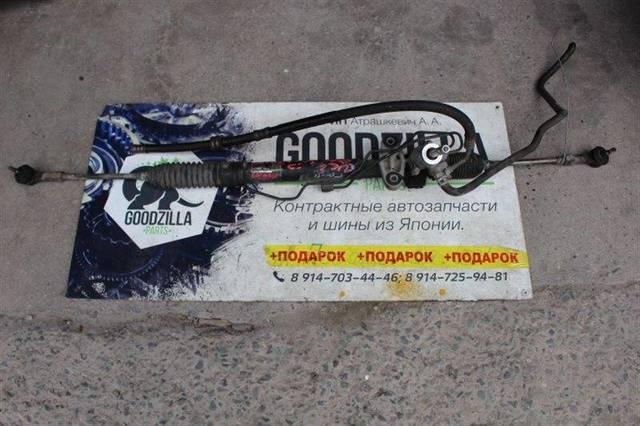 Атрашкевич А. А.
GOODZILLA
GOODZILLA
PARTS
Контрактные автозапчасти
и шины из Японии.
+ПОДАРОК +ПОДАРОК +ПОДАРОК
8 914-703-44-46; 8 914-725-94-81